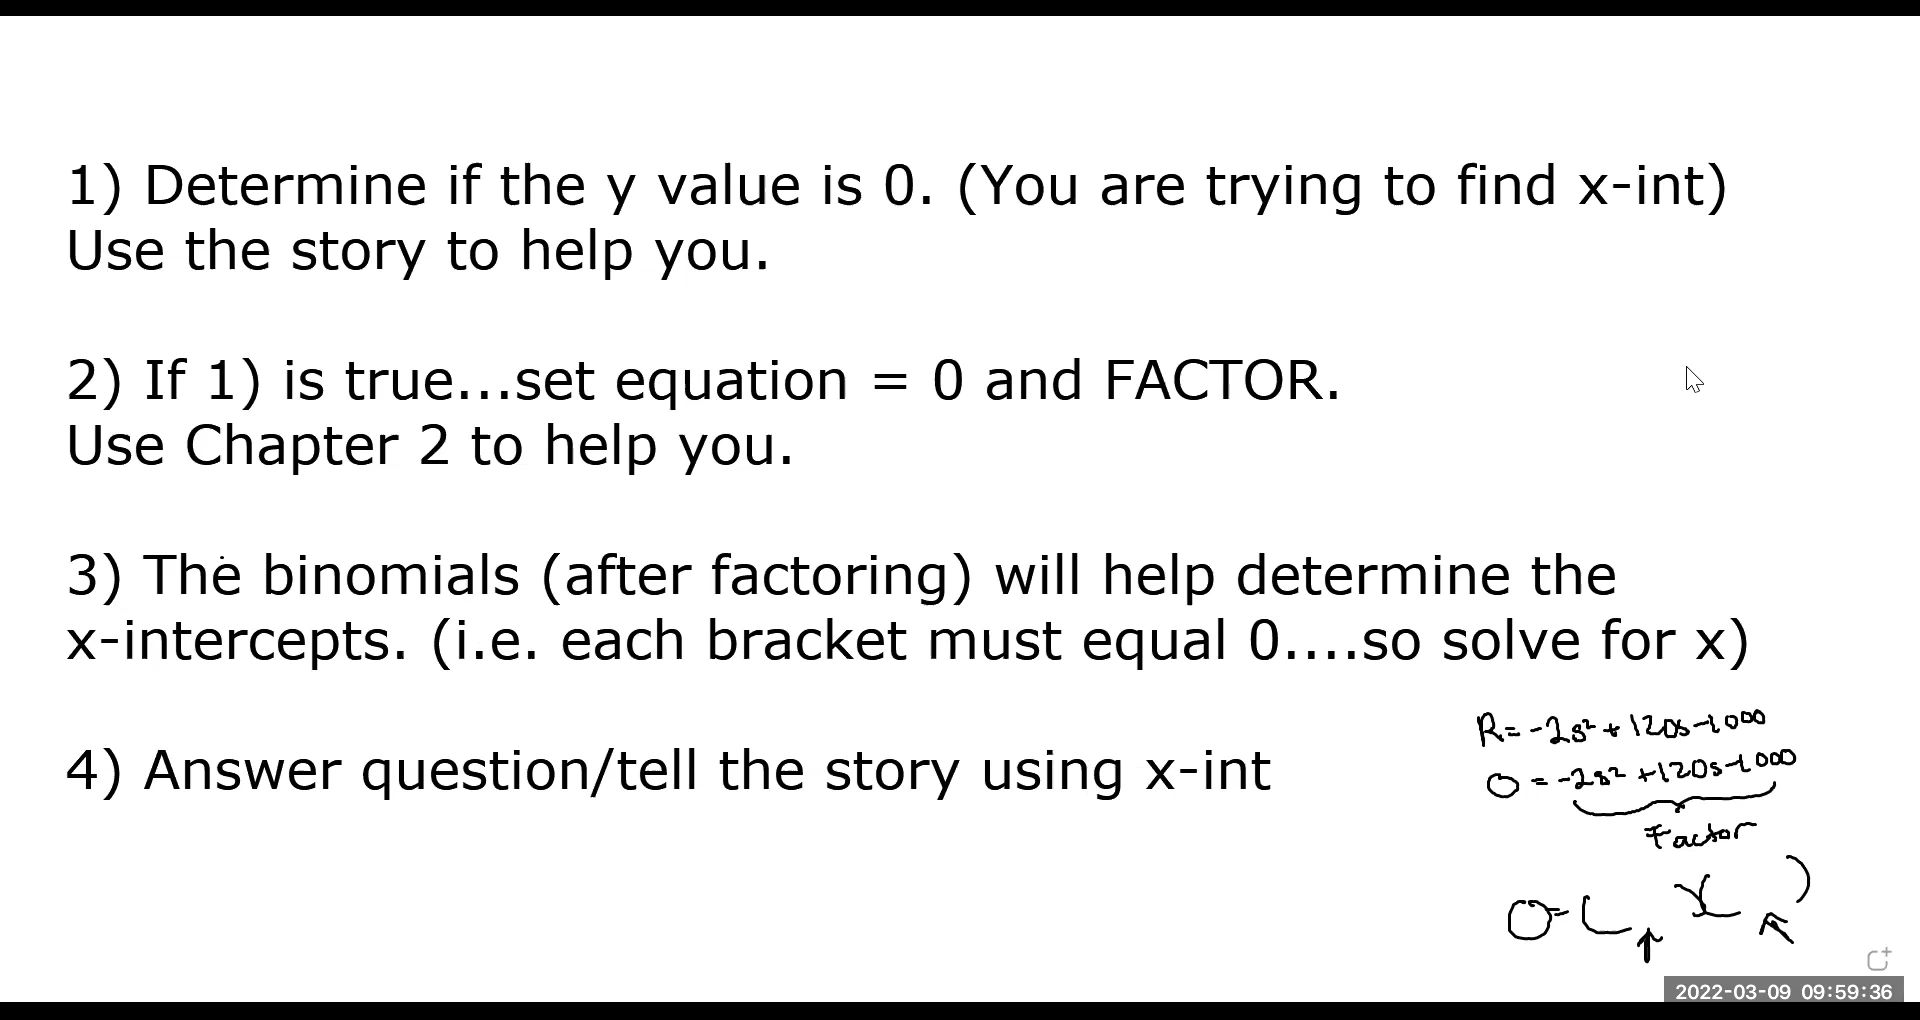 1) Determine if the y value is 0. (You are trying to find x-int)
Use the story to help you.
2) If 1) is true...set equation = 0 and FACTOR.
Use Chapter 2 to help you.
3) The binomials (after factoring) will help determine the
x-intercepts. (i.e. each bracket must equal 0....so solve for x)
4) Answer question/tell the story using x-int
R = -2s² + 120s - 1000
0 = -2s² + 120s - 1000
Factor
0 = ( )( )
2022-03-09 09:59:36